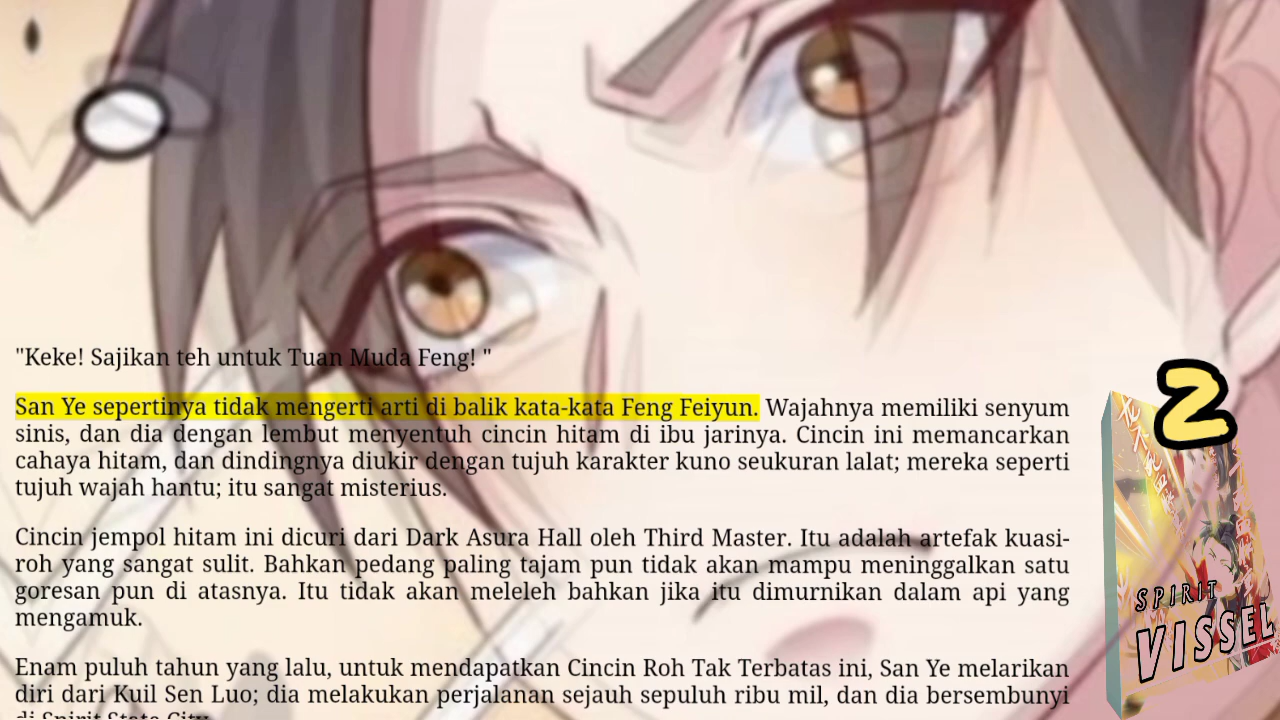 "Keke! Sajikan teh untuk Tuan Muda Feng! "
San Ye sepertinya tidak mengerti arti di balik kata-kata Feng Feiyun. Wajahnya memiliki senyum
sinis, dan dia dengan lembut menyentuh cincin hitam di ibu jarinya. Cincin ini memancarkan
cahaya hitam, dan dindingnya diukir dengan tujuh karakter kuno seukuran lalat; mereka seperti
tujuh wajah hantu; itu sangat misterius.
Cincin jempol hitam ini dicuri dari Dark Asura Hall oleh Third Master. Itu adalah artefak kuasi-
roh yang sangat sulit. Bahkan pedang paling tajam pun tidak akan mampu meninggalkan satu
goresan pun di atasnya. Itu tidak akan meleleh bahkan jika itu dimurnikan dalam api yang
mengamuk.
Enam puluh tahun yang lalu, untuk mendapatkan Cincin Roh Tak Terbatas ini, San Ye melarikan
diri dari Kuil Sen Luo; dia melakukan perjalanan sejauh sepuluh ribu mil, dan dia bersembunyi
di Spirit State City.
2
SPIRIT
VISSEL